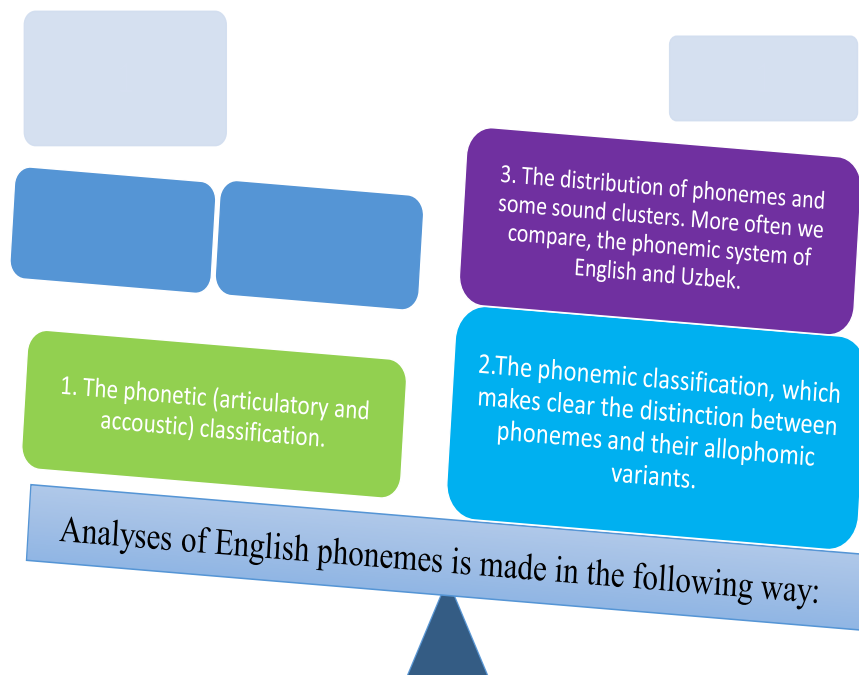 3. The distribution of phonemes and
some sound clusters. More often we
compare, the phonemic system of
English and Uzbek.
1. The phonetic (articulatory and
accoustic) classification.
2.The phonemic classification, which
makes clear the distinction between
phonemes and their allophomic
variants.
Analyses of English phonemes is made in the following way: